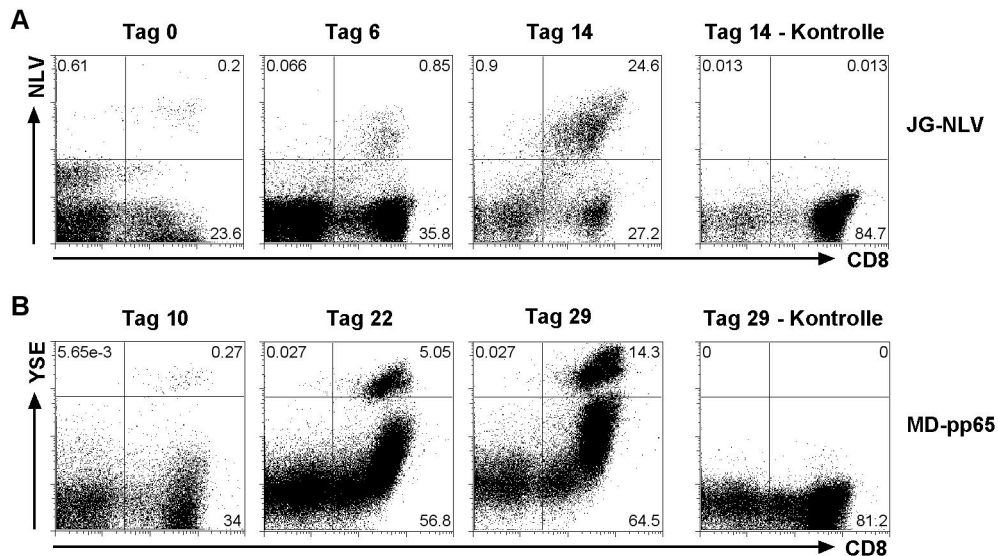 A
Tag 0
Tag 6
Tag 14
Tag 14 - Kontrolle
NLV
0.61
0.2
23.6
0.066
0.85
35.8
0.9
24.6
27.2
0.013
0.013
84.7
JG-NLV
CD8
B
Tag 10
Tag 22
Tag 29
Tag 29 - Kontrolle
YSE
5.65e-3
0.27
34
0.027
5.05
56.8
0.027
14.3
64.5
0
0
81.2
MD-pp65
CD8